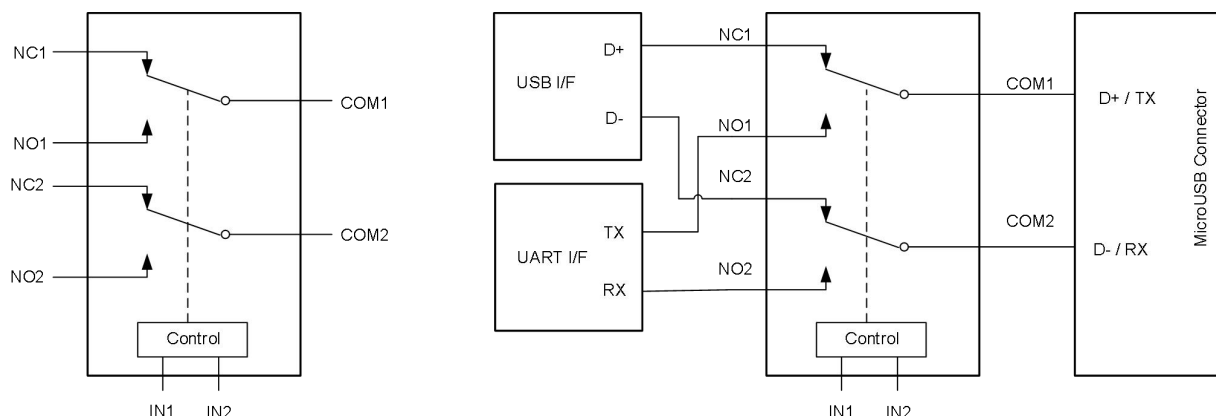 NC1
COM1
NO1
NC2
COM2
NO2
Control
IN1 IN2
USB I/F
D+
D-
UART I/F
TX
RX
NC1
NO1
NC2
NO2
COM1
COM2
Control
IN1 IN2
D+ / TX
D- / RX
MicroUSB Connector